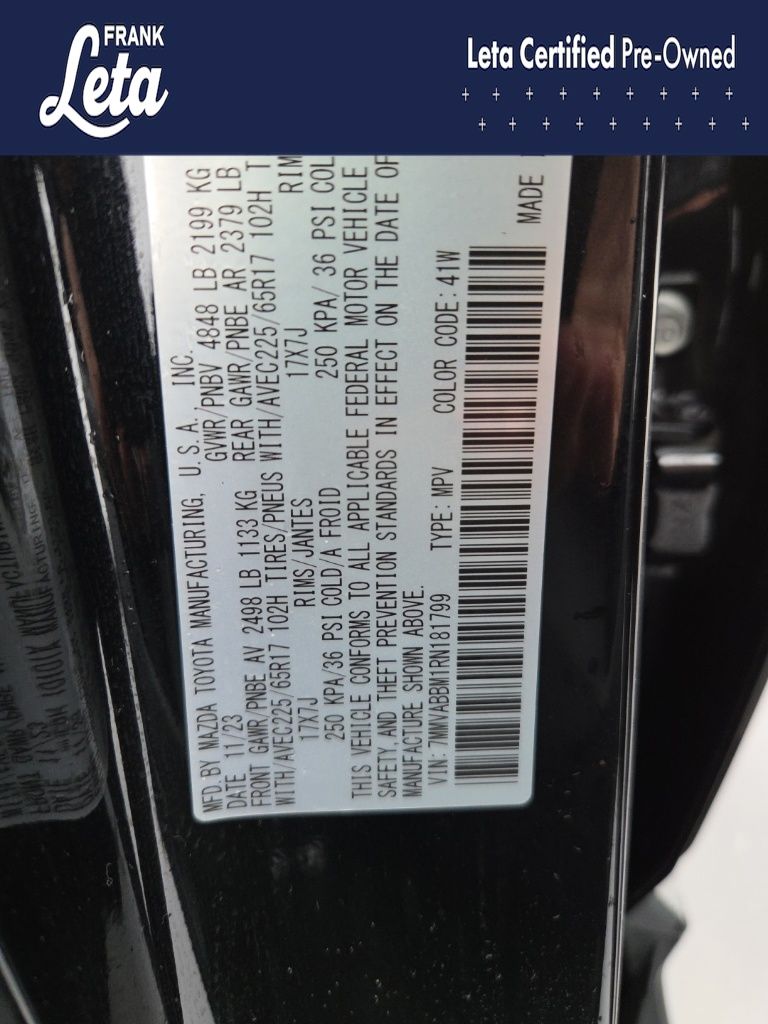 FRANK
Leta
Leta Certified Pre-Owned
MFD. BY MAZDA TOYOTA MANUFACTURING, U.S.A., INC.
DATE 11/23 GVWR/PNBV 4848 LB 2199 KG
FRONT GAWR/PNBE AV 2498 LB 1133 KG REAR GAWR/PNBE AR 2379 LB
WITH/AVEC225/65R17 102H TIRES/PNEUS WITH/AVEC225/65R17 102H T
17X7J RIMS/JANTES 17X7J RIM
250 KPA/36 PSI COLD/A FROID 250 KPA/ 36 PSI COL
THIS VEHICLE CONFORMS TO ALL APPLICABLE FEDERAL MOTOR VEHICLE
SAFETY, AND THEFT PREVENTION STANDARDS IN EFFECT ON THE DATE OF
MANUFACTURE SHOWN ABOVE.
VIN: 7MMVABBM1RN181799 TYPE: MPV COLOR CODE: 41W
MADE